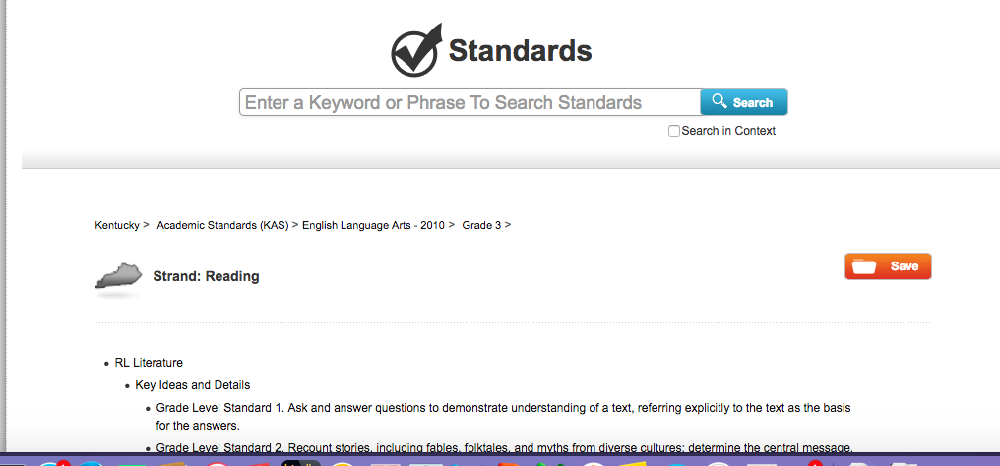 Standards
Enter a Keyword or Phrase To Search Standards
Search
Search in Context
Kentucky > Academic Standards (KAS) > English Language Arts - 2010 > Grade 3 >
Strand: Reading
Save
• RL Literature
• Key Ideas and Details
• Grade Level Standard 1. Ask and answer questions to demonstrate understanding of a text, referring explicitly to the text as the basis
for the answers.
• Grade Level Standard 2. Recount stories, including fables, folktales, and myths from diverse cultures; determine the central message,